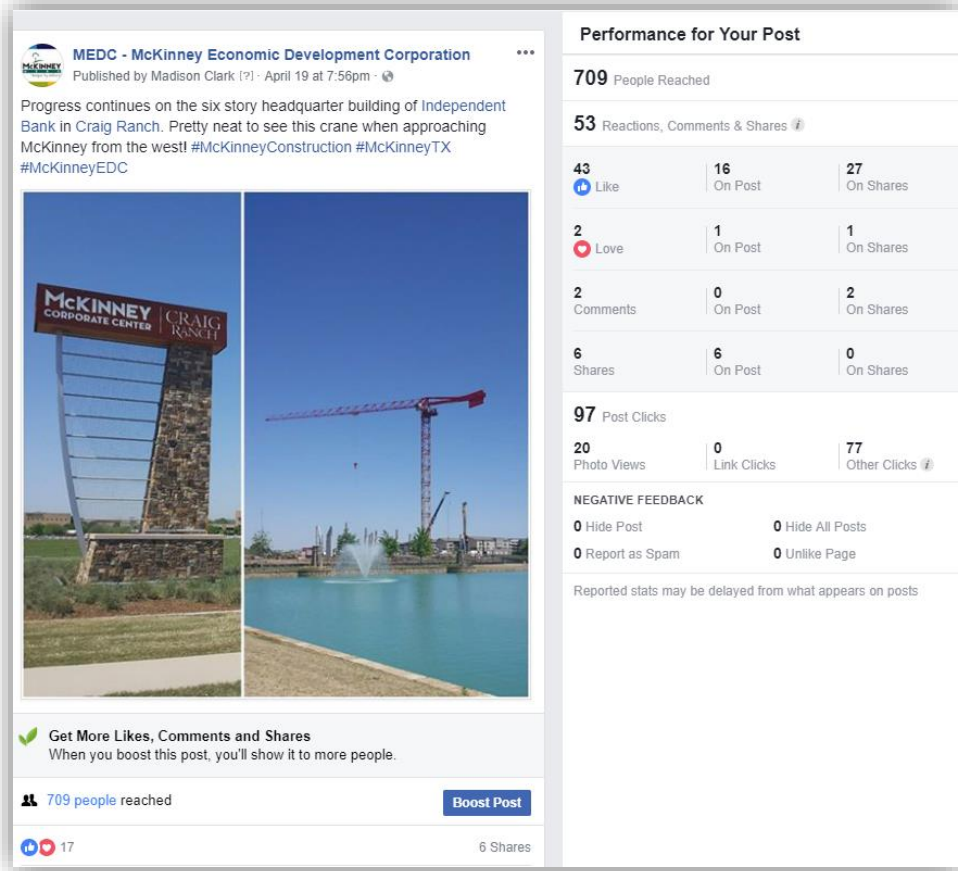 MEDC - McKinney Economic Development Corporation
Published by Madison Clark [?] · April 19 at 7:56pm ·
Progress continues on the six story headquarter building of Independent
Bank in Craig Ranch. Pretty neat to see this crane when approaching
McKinney from the west! #McKinneyConstruction #McKinneyTX
#McKinneyEDC
McKINNEY
McKINNEY
CORPORATE CENTER
CRAIG
RANCH
Get More Likes, Comments and Shares
When you boost this post, you'll show it to more people.
709 people reached
Boost Post
17
6 Shares
Performance for Your Post
709 People Reached
53 Reactions, Comments & Shares
43 16 27
Like On Post On Shares
2 1 1
Love On Post On Shares
2 0 2
Comments On Post On Shares
6 6 0
Shares On Post On Shares
97 Post Clicks
20 0 77
Photo Views Link Clicks Other Clicks
NEGATIVE FEEDBACK
0 Hide Post 0 Hide All Posts
0 Report as Spam 0 Unlike Page
Reported stats may be delayed from what appears on posts